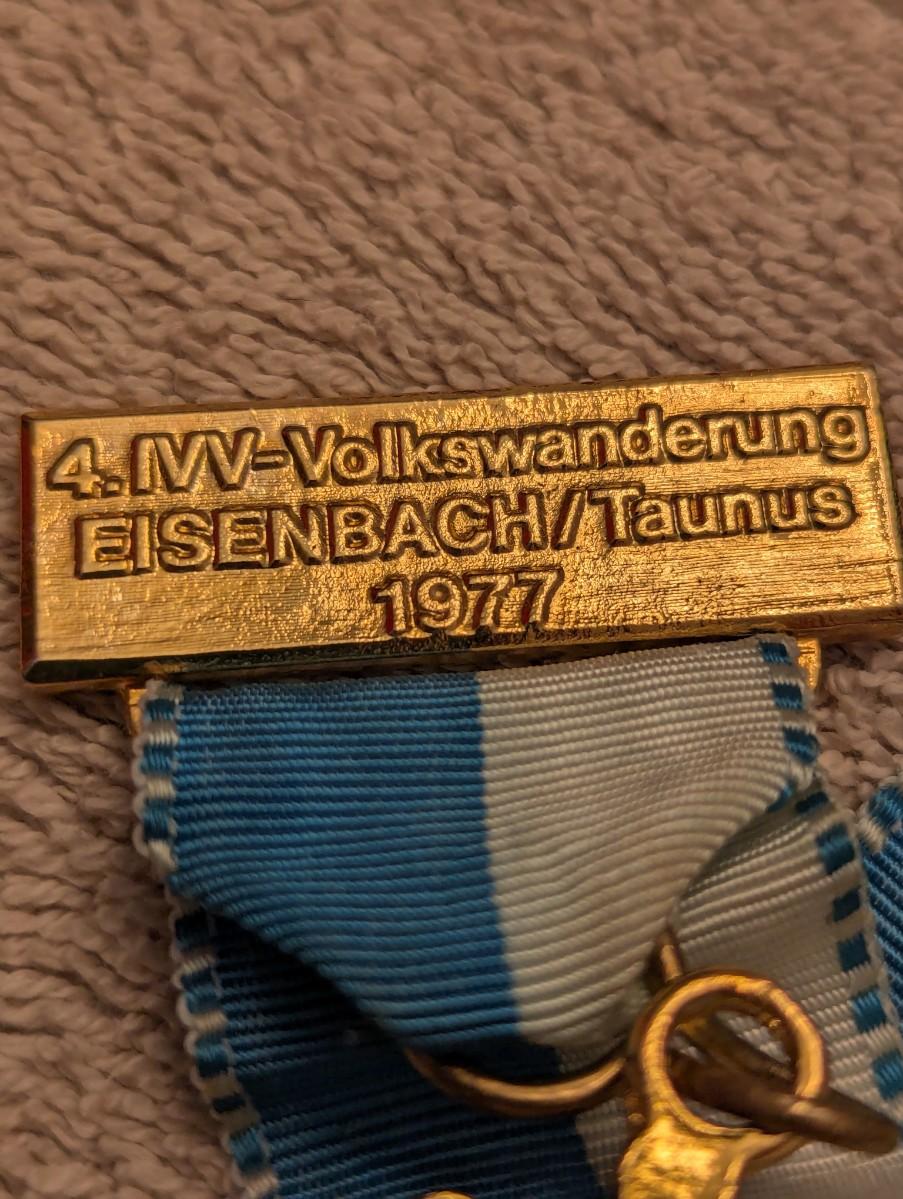 4. IVV-Volkswanderung
EISENBACH/Taunus
1977